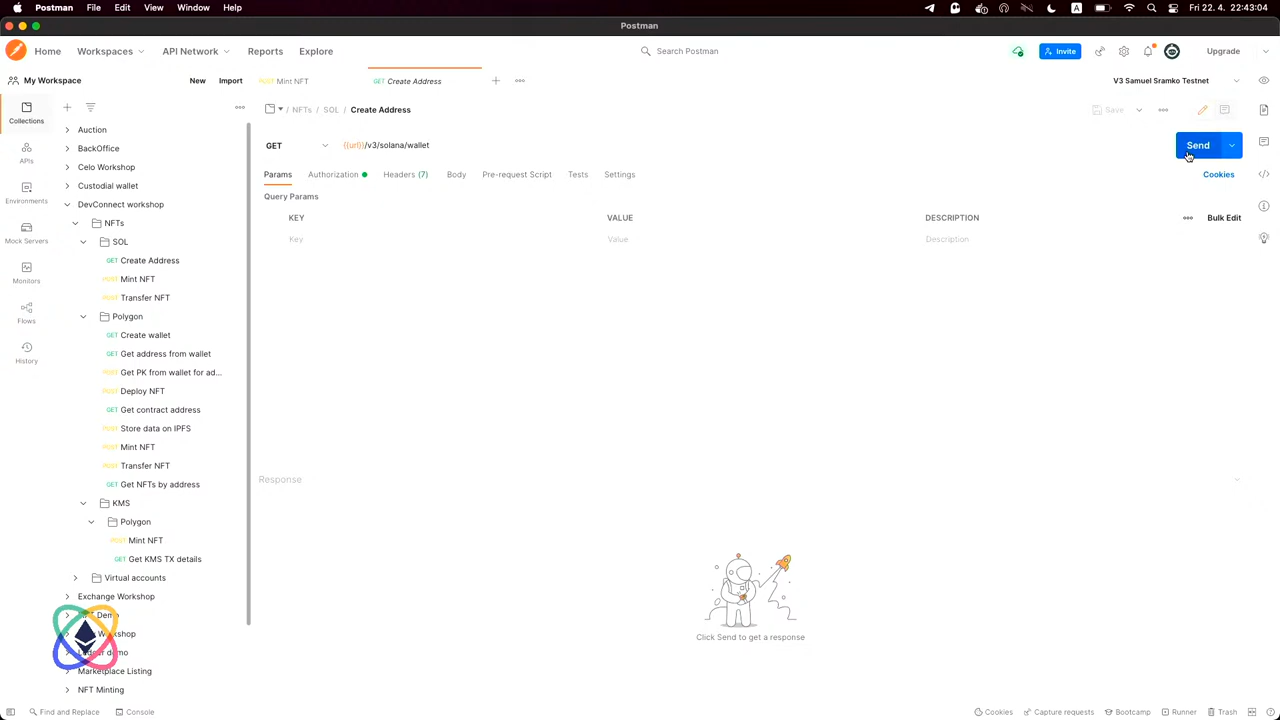 Postman File Edit View Window Help A Fri 22. 4. 22:43:04
Postman
Home Workspaces API Network Reports Explore Search Postman Invite Upgrade
My Workspace New Import POST Mint NFT GET Create Address V3 Samuel Sramko Testnet
Collections
APIs
Environments
Mock Servers
Monitors
Flows
History
Auction
BackOffice
Celo Workshop
Custodial wallet
DevConnect workshop
NFTs
SOL
GET Create Address
POST Mint NFT
POST Transfer NFT
Polygon
GET Create wallet
GET Get address from wallet
POST Get PK from wallet for ad...
POST Deploy NFT
GET Get contract address
POST Store data on IPFS
POST Mint NFT
POST Transfer NFT
GET Get NFTs by address
KMS
Polygon
POST Mint NFT
GET Get KMS TX details
Virtual accounts
Exchange Workshop
Demo
Workshop
demo
Marketplace Listing
NFT Minting
/ NFTs / SOL / Create Address Save
GET {{url}}/v3/solana/wallet Send
Params Authorization Headers (7) Body Pre-request Script Tests Settings Cookies
Query Params
KEY VALUE DESCRIPTION Bulk Edit
Key Value Description
Response
Click Send to get a response
Find and Replace Console Cookies Capture requests Bootcamp Runner Trash